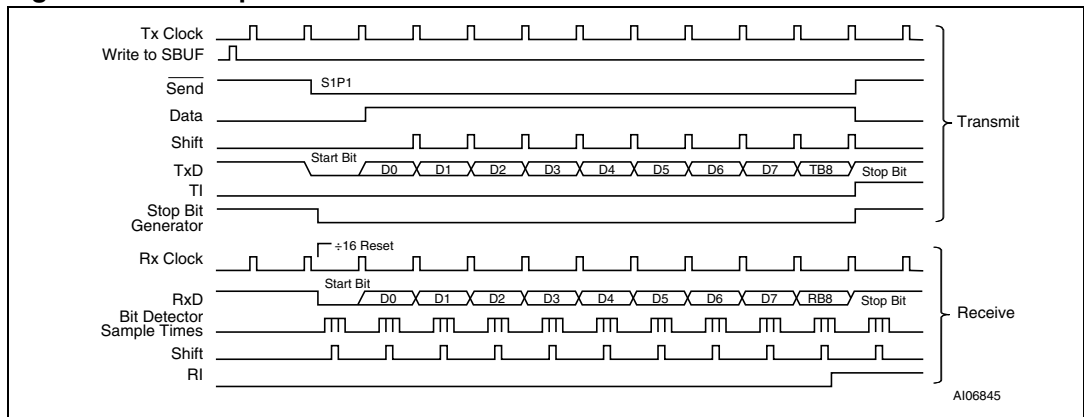 Tx Clock
Write to SBUF
Send
S1P1
Data
Shift
TxD
Start Bit
D0 D1 D2 D3 D4 D5 D6 D7 TB8 Stop Bit
TI
Stop Bit
Generator
Transmit
÷16 Reset
Rx Clock
RxD
Start Bit
D0 D1 D2 D3 D4 D5 D6 D7 RB8 Stop Bit
Bit Detector
Sample Times
Shift
RI
Receive
AI06845